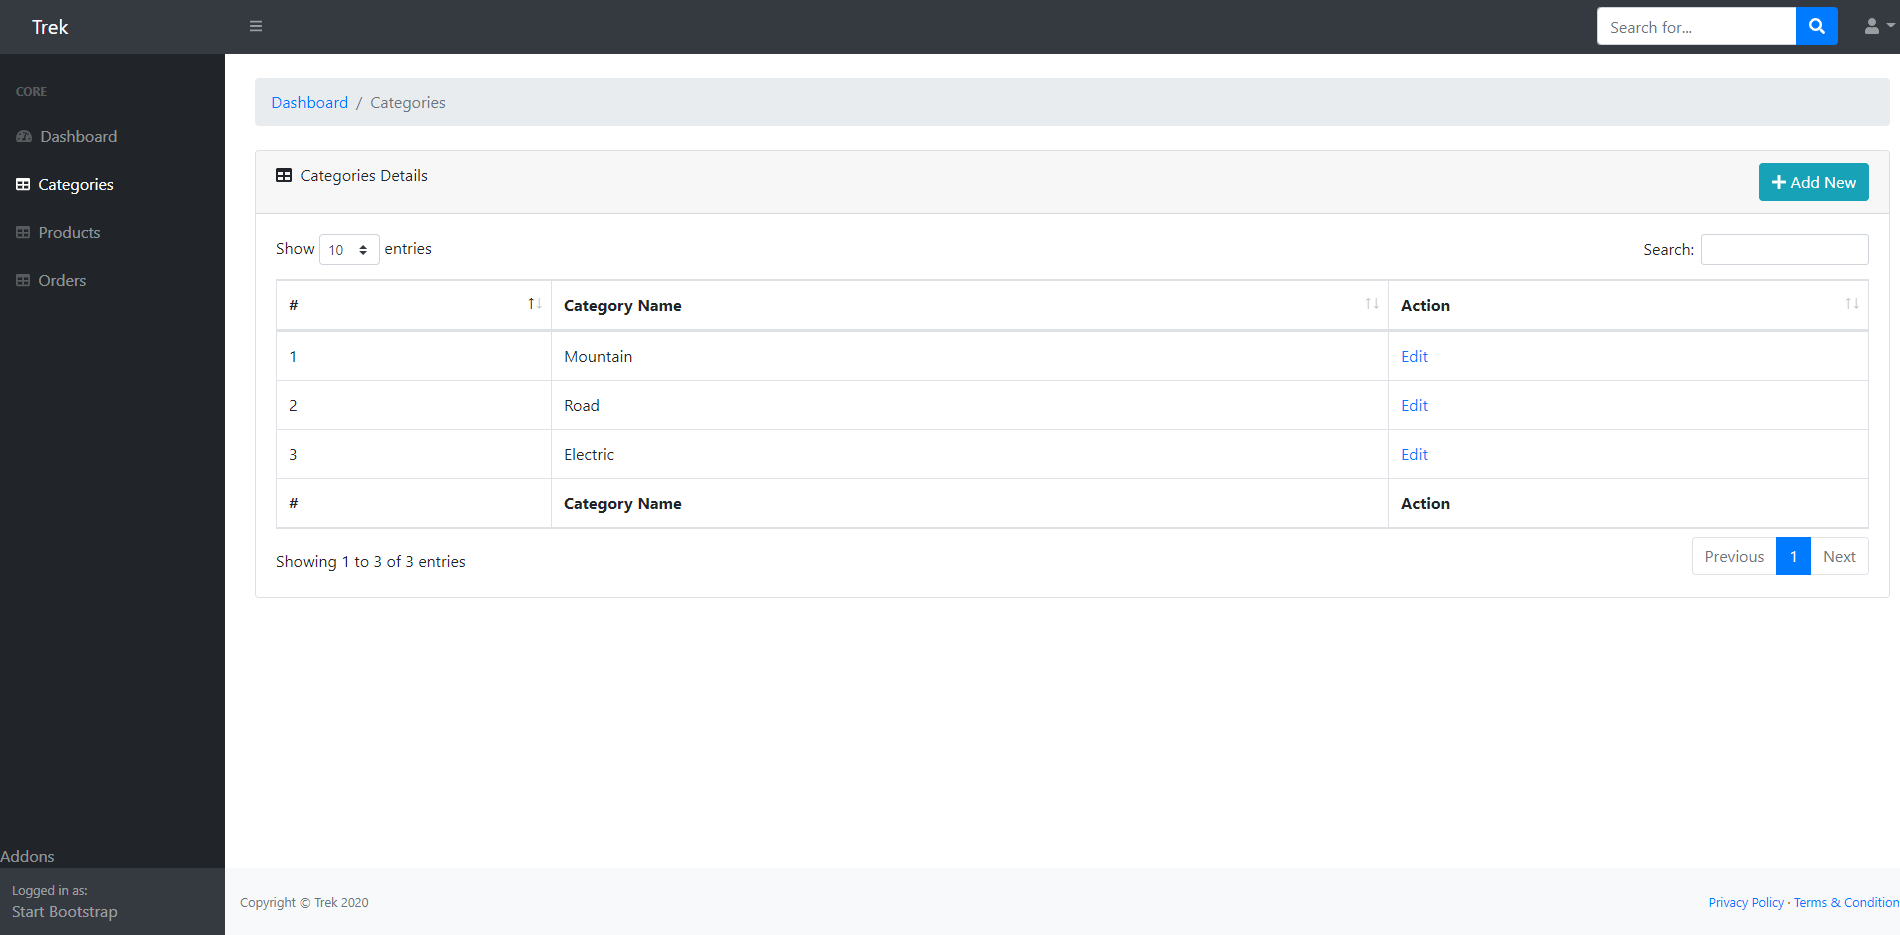 Trek
Search for...
CORE
Dashboard
Categories
Products
Orders
Addons
Logged in as:
Start Bootstrap
Dashboard / Categories
Categories Details
Add New
Show 10 entries
Search:
# Category Name Action
1 Mountain Edit
2 Road Edit
3 Electric Edit
# Category Name Action
Showing 1 to 3 of 3 entries
Previous 1 Next
Copyright © Trek 2020
Privacy Policy · Terms & Condition